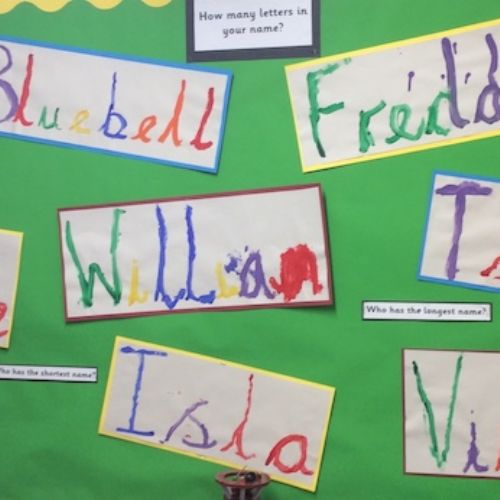 How many letters in
your name?
Bluebell
William
Who has the longest name?
Who has the shortest name?
Isla